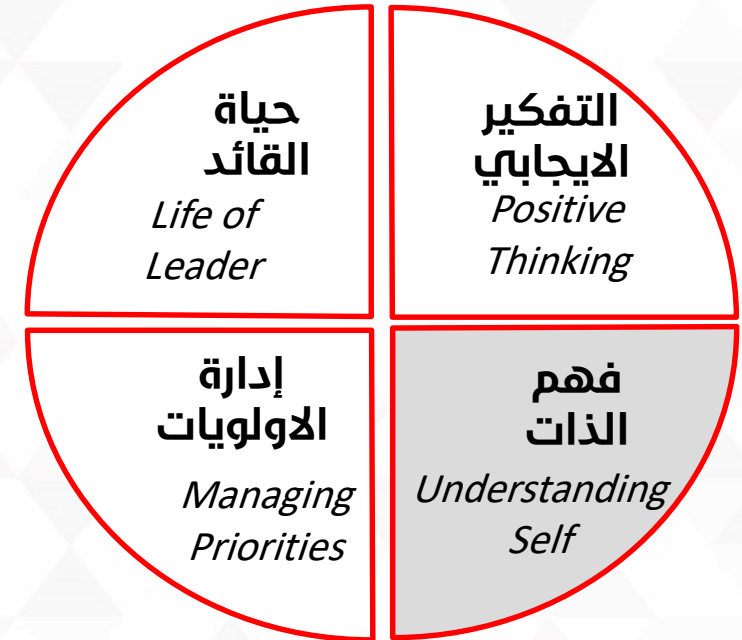 حياة
القائد
Life of
Leader
التفكير
الايجابي
Positive
Thinking
إدارة
الاولويات
Managing
Priorities
فهم
الذات
Understanding
Self